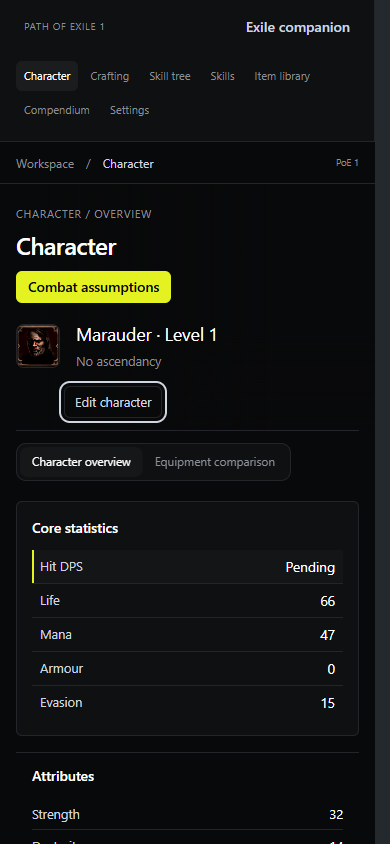 PATH OF EXILE 1
Exile companion
Character Crafting Skill tree Skills Item library
Compendium Settings
Workspace / Character PoE 1
CHARACTER / OVERVIEW
Character
Combat assumptions
Marauder · Level 1
No ascendancy
Edit character
Character overview Equipment comparison
Core statistics
Hit DPS Pending
Life 66
Mana 47
Armour 0
Evasion 15
Attributes
Strength 32